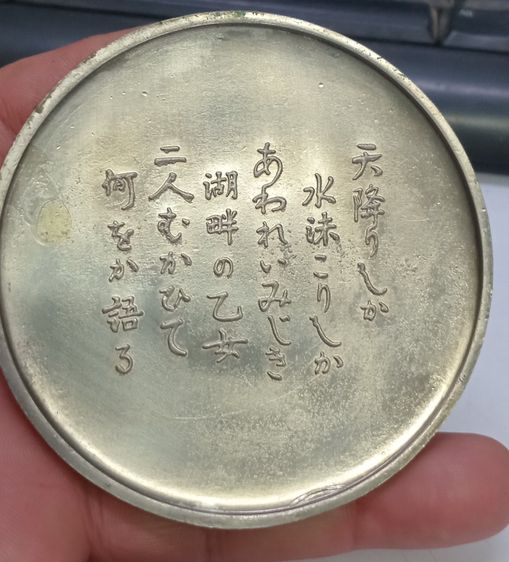 天降りしか
水沫こりしか
あわれいみじき
湖畔の乙女
二人むかひて
何をか語る